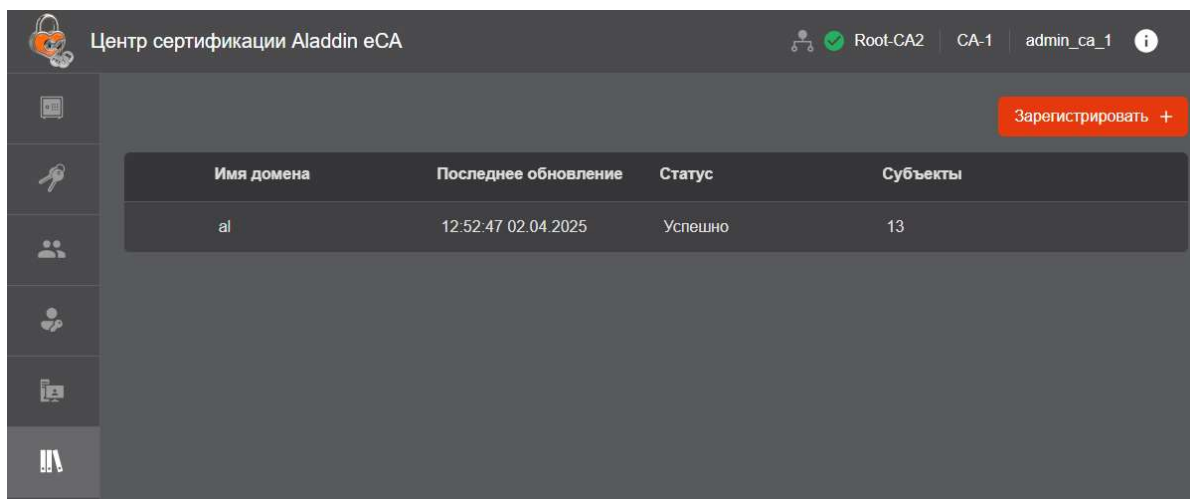 Центр сертификации Aladdin eCA
Root-CA2 CA-1 admin_ca_1
Зарегистрировать +
Имя домена Последнее обновление Статус Субъекты
al 12:52:47 02.04.2025 Успешно 13